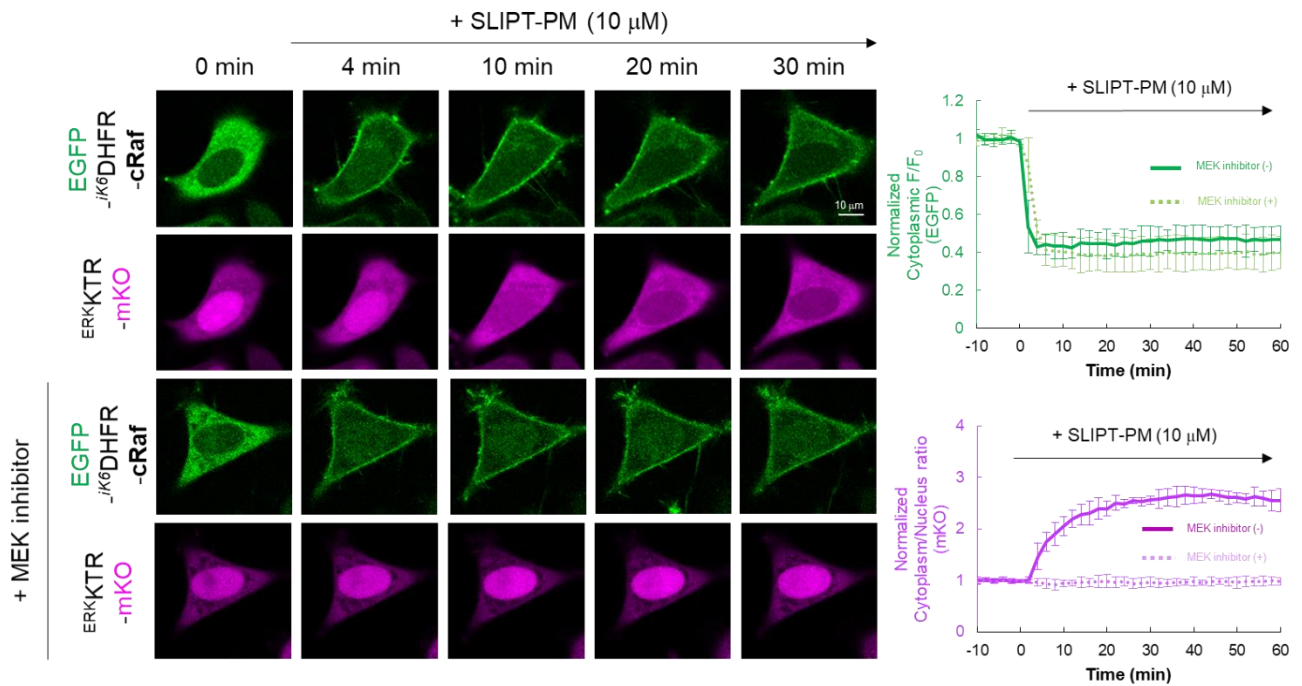 + SLIPT-PM (10 μM)
0 min 4 min 10 min 20 min 30 min
EGFP
_iK6DHFR
-cRaf
10 μm
ERKKTR
-mKO
+ MEK inhibitor
EGFP
_iK6DHFR
-cRaf
ERKKTR
-mKO
+ SLIPT-PM (10 μM)
Normalized
Cytoplasmic F/F0
(EGFP)
1.2
1
0.8
0.6
0.4
0.2
0
MEK inhibitor (-)
MEK inhibitor (+)
-10 0 10 20 30 40 50 60
Time (min)
+ SLIPT-PM (10 μM)
Normalized
Cytoplasm/Nucleus ratio
(mKO)
4
3
2
1
0
MEK inhibitor (-)
MEK inhibitor (+)
-10 0 10 20 30 40 50 60
Time (min)